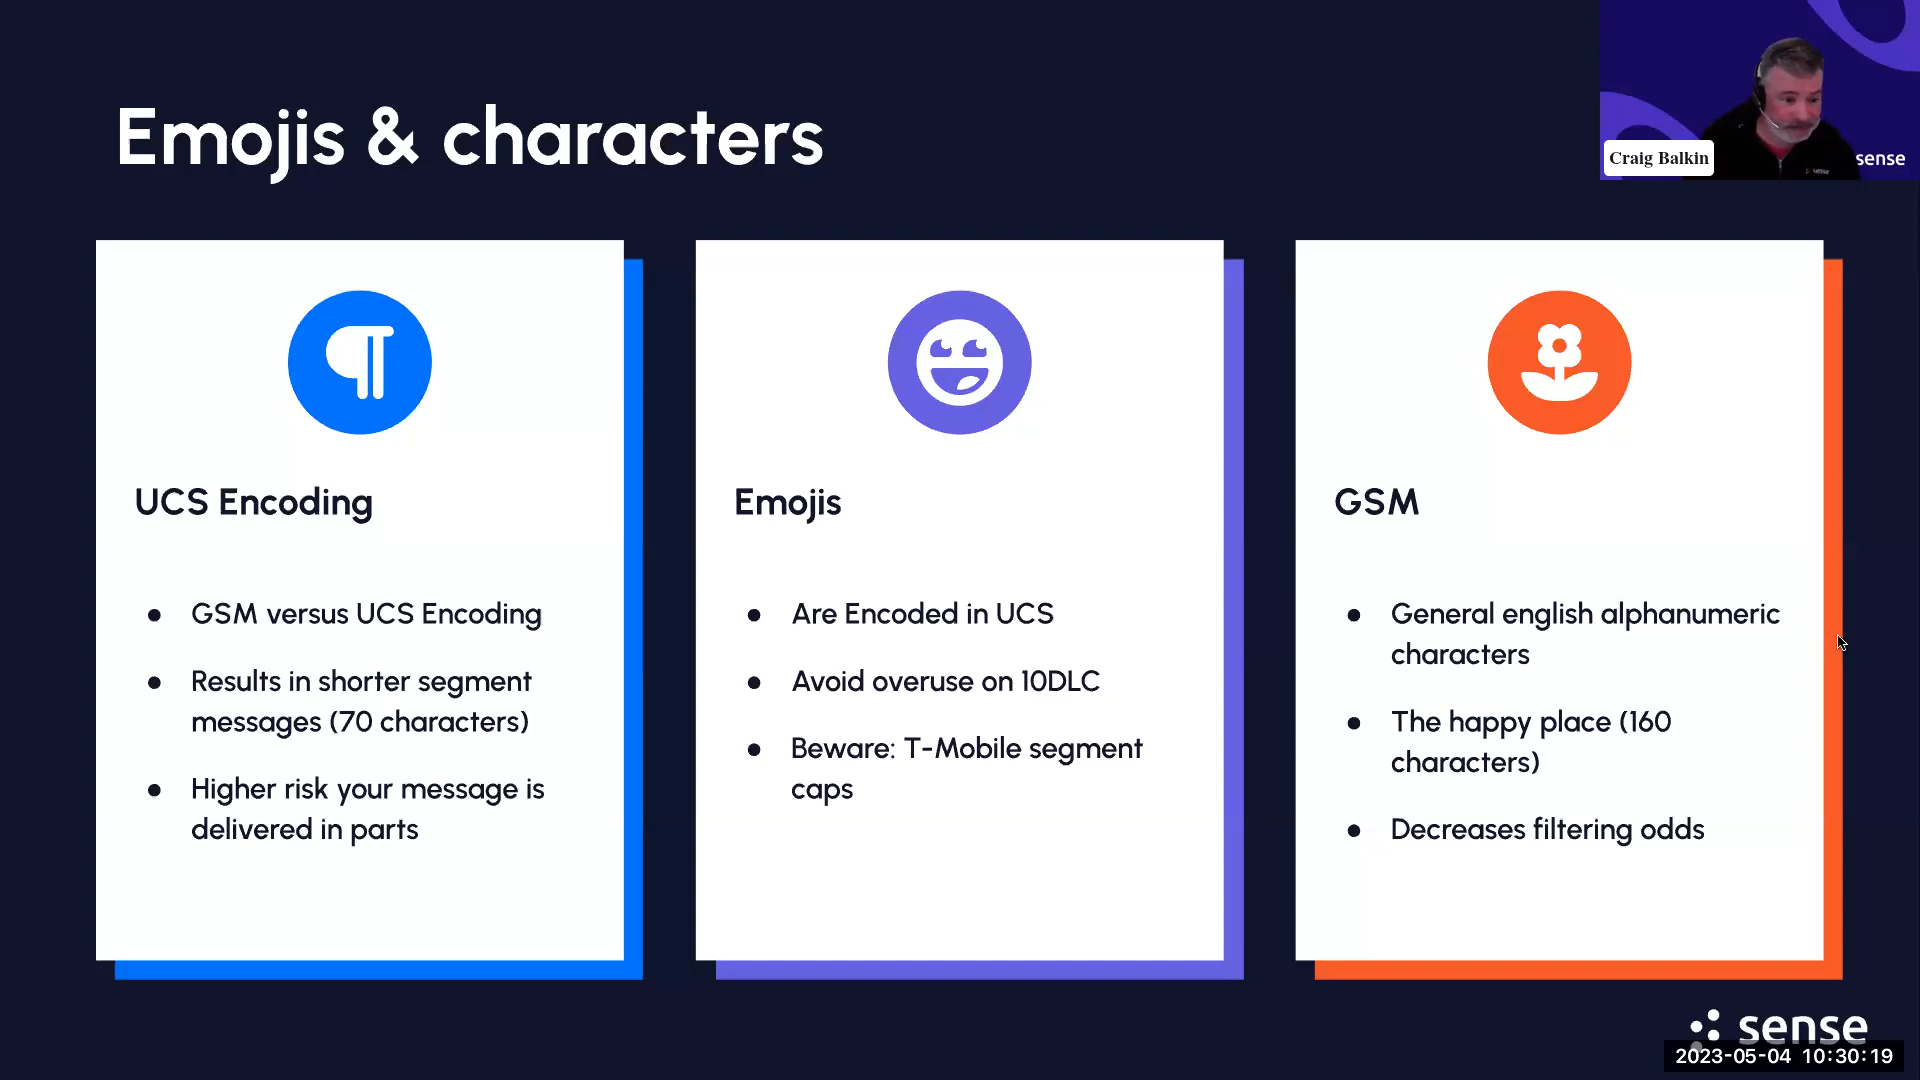 Emojis & characters
Craig Balkin
sense
UCS Encoding
● GSM versus UCS Encoding
● Results in shorter segment
messages (70 characters)
● Higher risk your message is
delivered in parts
Emojis
● Are Encoded in UCS
● Avoid overuse on 10DLC
● Beware: T-Mobile segment
caps
GSM
● General english alphanumeric
characters
● The happy place (160
characters)
● Decreases filtering odds
sense
2023-05-04 10:30:19